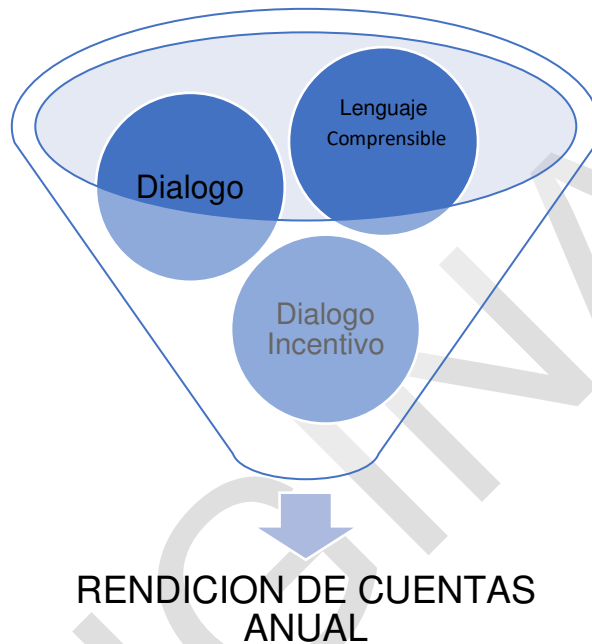 Lenguaje
Comprensible
Dialogo
Dialogo
Incentivo
RENDICION DE CUENTAS
ANUAL